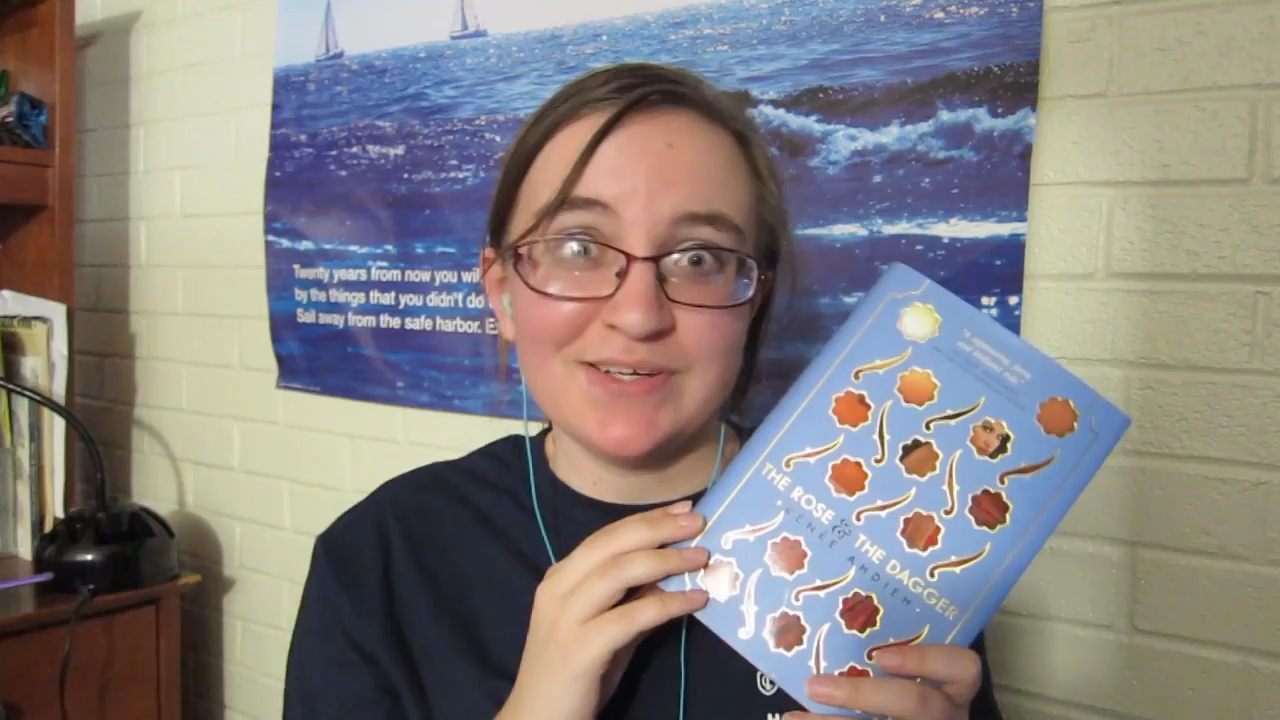 Twenty years from now you wil
by the things that you didn't do
Sail away from the safe harbor. E
THE ROSE &
THE DAGGER
RENÉE AHDIEH